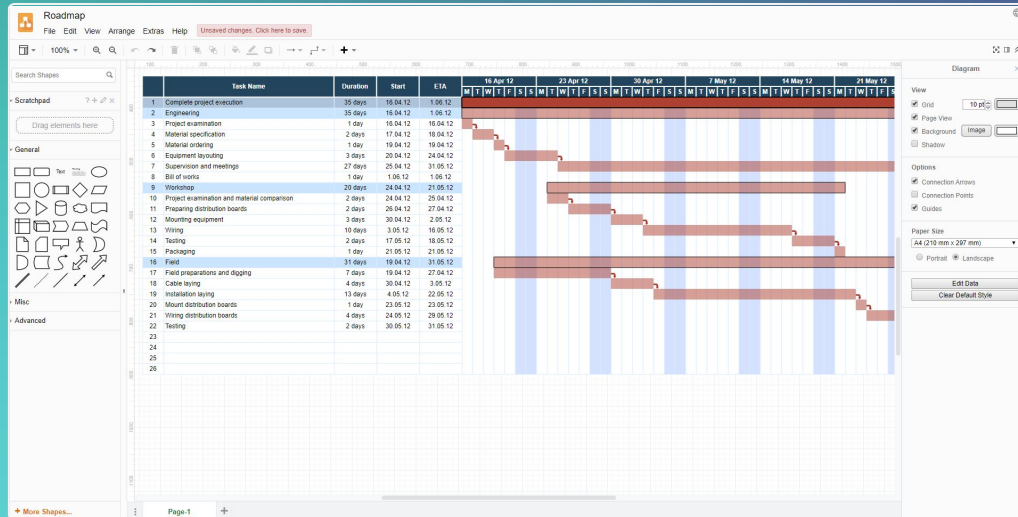 Roadmap
File Edit View Arrange Extras Help Unsaved changes. Click here to save.
100%
100 200 300 400 500 600 700 800 900 1000 1100 1200 1300 1400 1500
Search Shapes
Scratchpad
Drag elements here
General
Text
Misc
Advanced
+ More Shapes...
Task Name Duration Start ETA 16 Apr 12 23 Apr 12 30 Apr 12 7 May 12 14 May 12 21 May 12
M T W T F S S M T W T F S S M T W T F S S M T W T F S S M T W T F S S M T W T F S
1 Complete project execution 35 days 16.04.12 1.06.12
2 Engineering 35 days 16.04.12 1.06.12
3 Project examination 1 day 16.04.12 16.04.12
4 Material specification 2 days 17.04.12 18.04.12
5 Material ordering 1 day 19.04.12 19.04.12
6 Equipment layouting 3 days 20.04.12 24.04.12
7 Supervision and meetings 27 days 25.04.12 31.05.12
8 Bill of works 1 day 1.06.12 1.06.12
9 Workshop 20 days 24.04.12 21.05.12
10 Project examination and material comparison 2 days 24.04.12 25.04.12
11 Preparing distribution boards 2 days 26.04.12 27.04.12
12 Mounting equipment 3 days 30.04.12 2.05.12
13 Wiring 10 days 3.05.12 16.05.12
14 Testing 2 days 17.05.12 18.05.12
15 Packaging 1 day 21.05.12 21.05.12
16 Field 31 days 19.04.12 31.05.12
17 Field preparations and digging 7 days 19.04.12 27.04.12
18 Cable laying 4 days 30.04.12 3.05.12
19 Installation laying 13 days 4.05.12 22.05.12
20 Mount distribution boards 1 day 23.05.12 23.05.12
21 Wiring distribution boards 4 days 24.05.12 29.05.12
22 Testing 2 days 30.05.12 31.05.12
23
24
25
26
Page-1
Diagram
View
Grid 10 pt
Page View
Background Image
Shadow
Options
Connection Arrows
Connection Points
Guides
Paper Size
A4 (210 mm x 297 mm)
Portrait Landscape
Edit Data
Clear Default Style